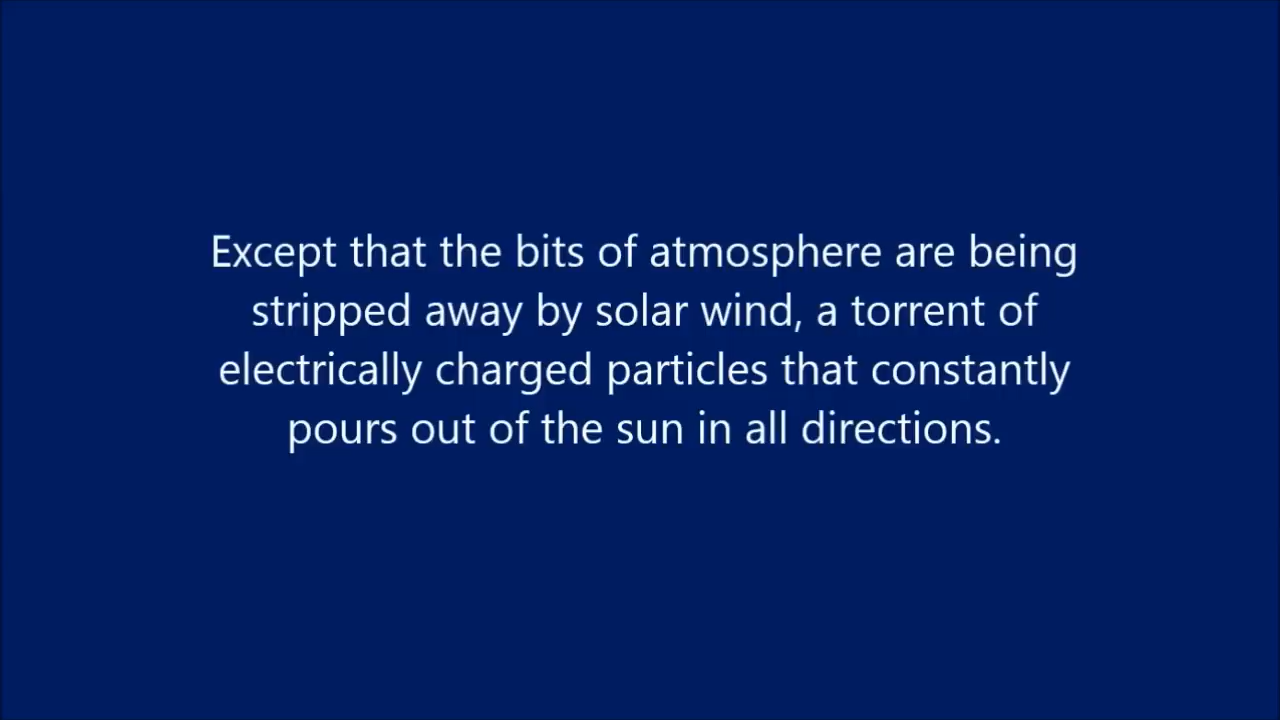 Except that the bits of atmosphere are being
stripped away by solar wind, a torrent of
electrically charged particles that constantly
pours out of the sun in all directions.